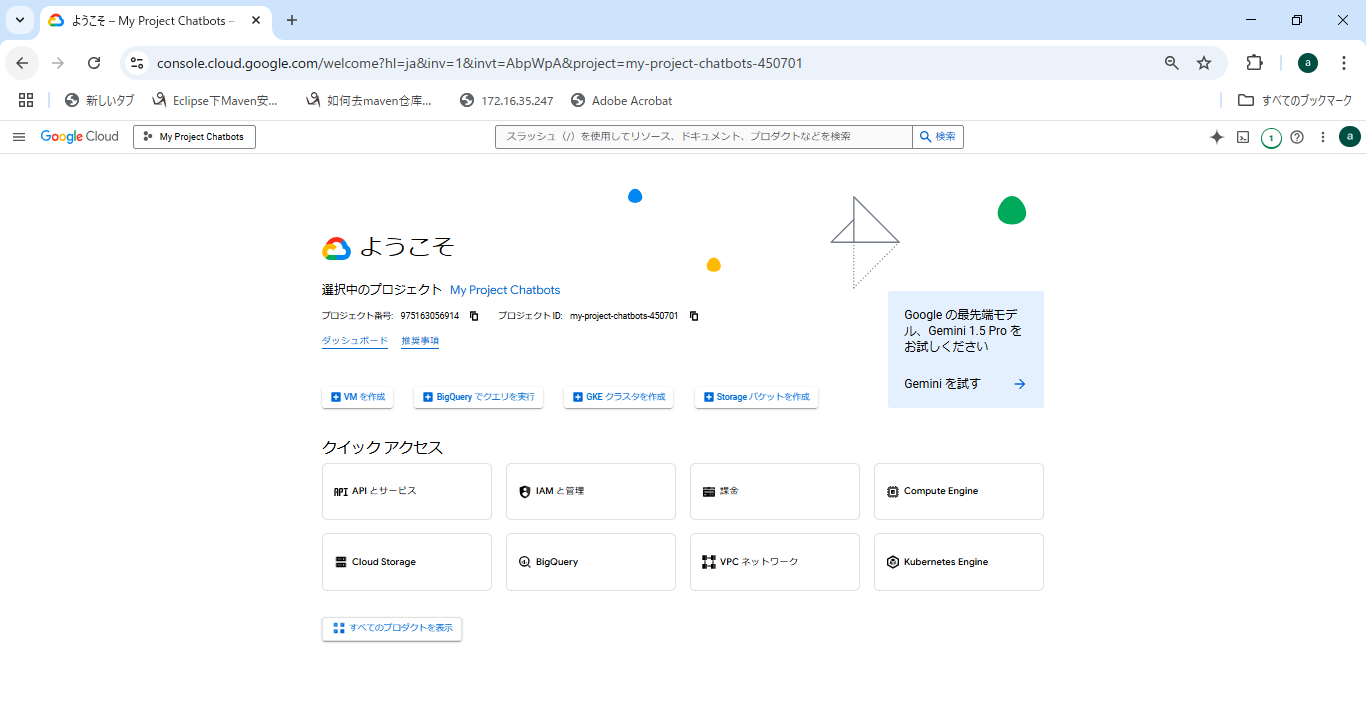 ようこそ – My Project Chatbots –
console.cloud.google.com/welcome?hl=ja&inv=1&invt=AbpWpA&project=my-project-chatbots-450701
a
新しいタブ
Eclipse下Maven安...
如何去maven仓库...
172.16.35.247
Adobe Acrobat
すべてのブックマーク
Google Cloud
My Project Chatbots
スラッシュ（/）を使用してリソース、ドキュメント、プロダクトなどを検索
検索
1
a
ようこそ
選択中のプロジェクト My Project Chatbots
プロジェクト番号: 975163056914 プロジェクト ID: my-project-chatbots-450701
ダッシュボード 推奨事項
Google の最先端モデ
ル、Gemini 1.5 Pro を
お試しください
Gemini を試す
VM を作成
BigQuery でクエリを実行
GKE クラスタを作成
Storage バケットを作成
クイック アクセス
API API とサービス
IAM と管理
課金
Compute Engine
Cloud Storage
BigQuery
VPC ネットワーク
Kubernetes Engine
すべてのプロダクトを表示